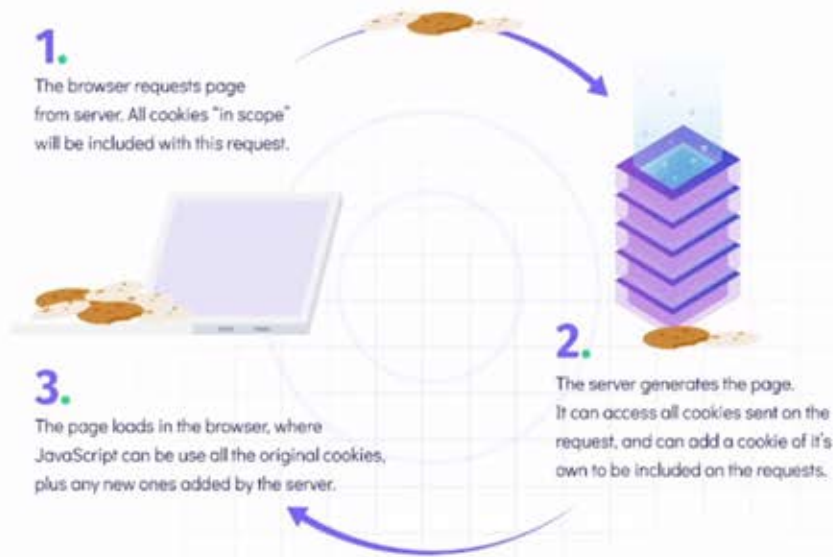 1.
The browser requests page
from server. All cookies "in scope"
will be included with this request.
2.
The server generates the page.
It can access all cookies sent on the
request, and can add a cookie of it's
own to be included on the requests.
3.
The page loads in the browser, where
JavaScript can be use all the original cookies,
plus any new ones added by the server.